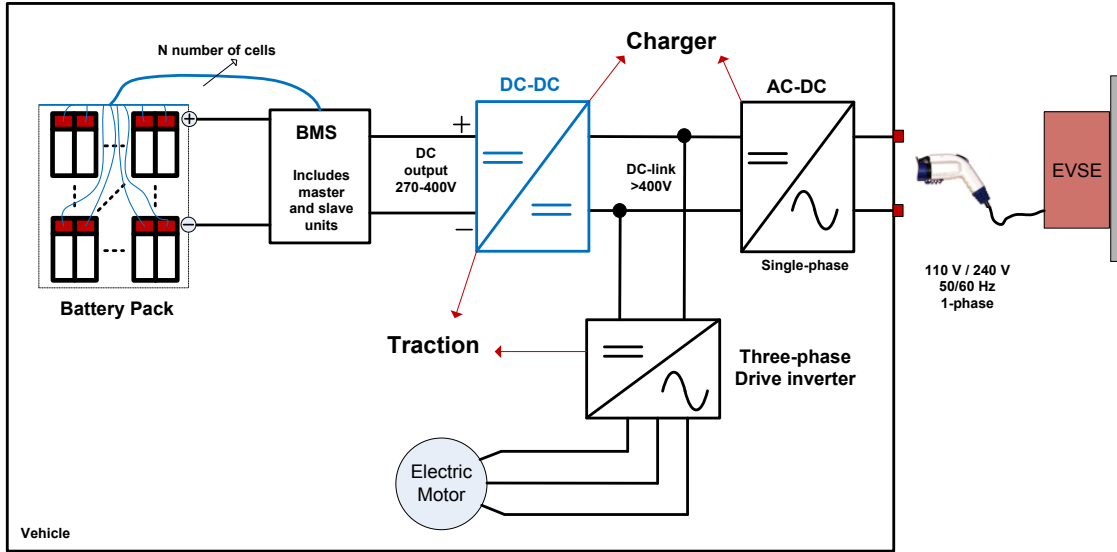 N number of cells
Charger
DC-DC
AC-DC
+
BMS
Includes
master
and slave
units
+
DC
output
270-400V
DC-link
>400V
EVSE
−
−
Single-phase
110 V / 240 V
50/60 Hz
1-phase
Battery Pack
Traction
Three-phase
Drive inverter
Electric
Motor
Vehicle